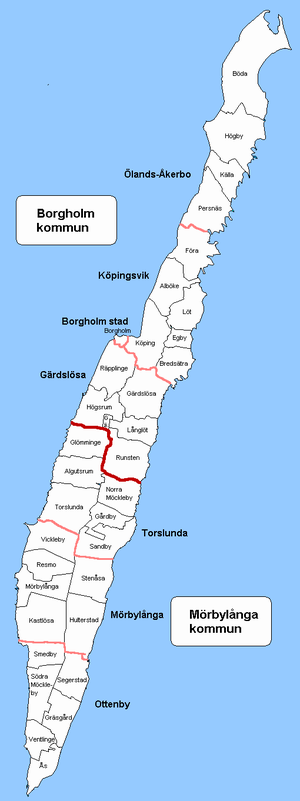 Böda
Högby
Källa
Ölands-Åkerbo
Persnäs
Borgholm
kommun
Föra
Köpingsvik
Alböke
Löt
Borgholm stad
Borgholm
Köping
Egby
Bredsätra
Gärdslösa
Räpplinge
Gärdslösa
Högsrum
Långlöt
Glömminge
Runsten
Algutsrum
Norra
Möckleby
Torslunda
Gårdby
Vickleby
Sandby
Torslunda
Resmo
Stenåsa
Mörbylånga
Kastlösa
Hulterstad
Mörbylånga
Mörbylånga
kommun
Smedby
Södra
Möckle-
by
Segerstad
Ottenby
Gräsgård
Ventlinge
Ås